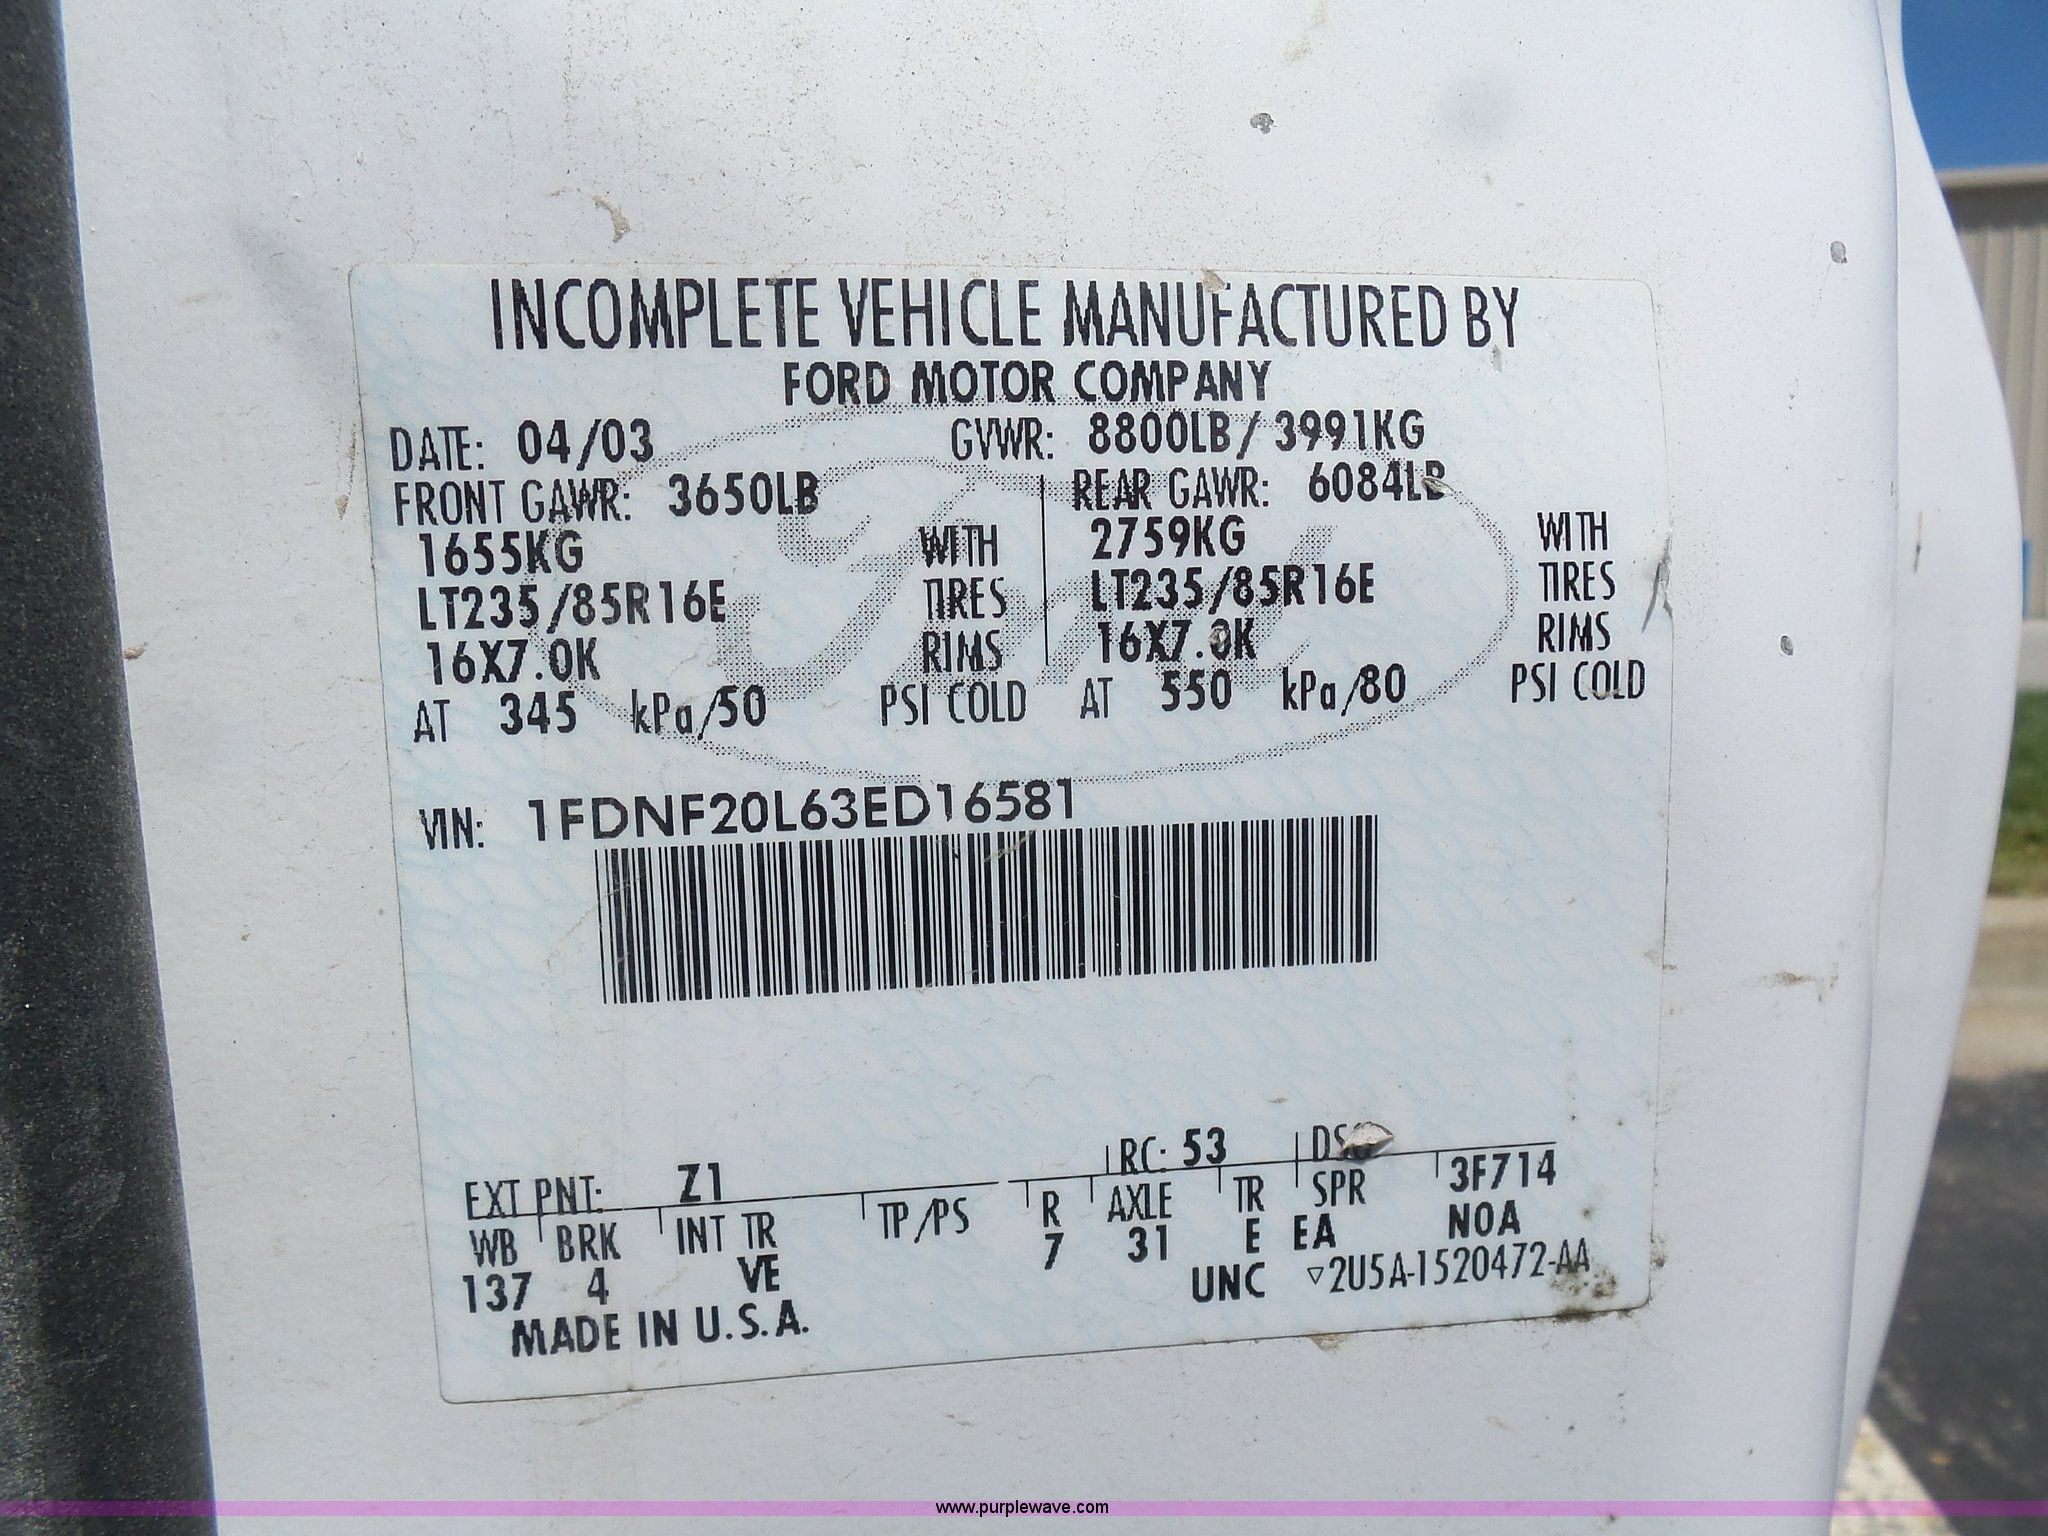 INCOMPLETE VEHICLE MANUFACTURED BY
FORD MOTOR COMPANY
DATE: 04/03 GVWR: 8800LB / 3991KG
FRONT GAWR: 3650LB REAR GAWR: 6084LB
1655KG WITH 2759KG WITH
LT235/85R16E TIRES LT235/85R16E TIRES
16X7.0K RIMS 16X7.0K RIMS
AT 345 kPa/50 PSI COLD AT 550 kPa/80 PSI COLD
VIN: 1FDNF20L63ED16581
EXT PNT: Z1 RC: 53
WB BRK INT TR TP/PS R AXLE TR SPR 3F714
137 4 VE 7 31 E EA NOA
UNC ▽2U5A-1520472-AA
MADE IN U.S.A.
www.purplewave.com